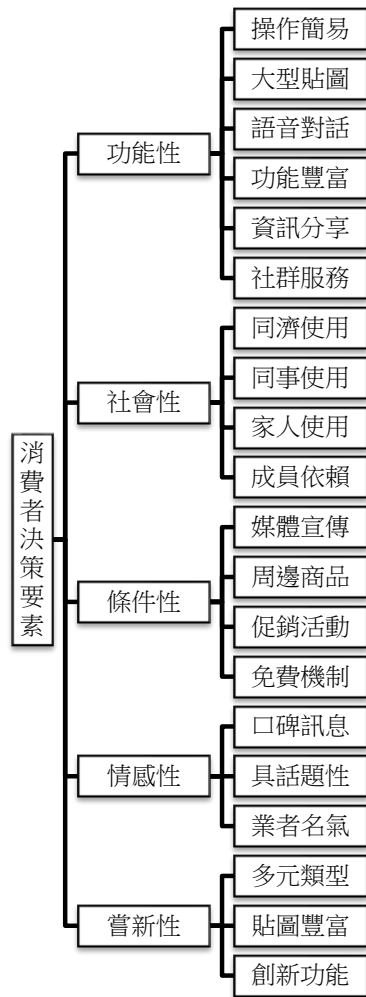 消費者決策要素
功能性
操作簡易
大型貼圖
語音對話
功能豐富
資訊分享
社群服務
社會性
同濟使用
同事使用
家人使用
成員依賴
條件性
媒體宣傳
周邊商品
促銷活動
免費機制
情感性
口碑訊息
具話題性
業者名氣
嘗新性
多元類型
貼圖豐富
創新功能